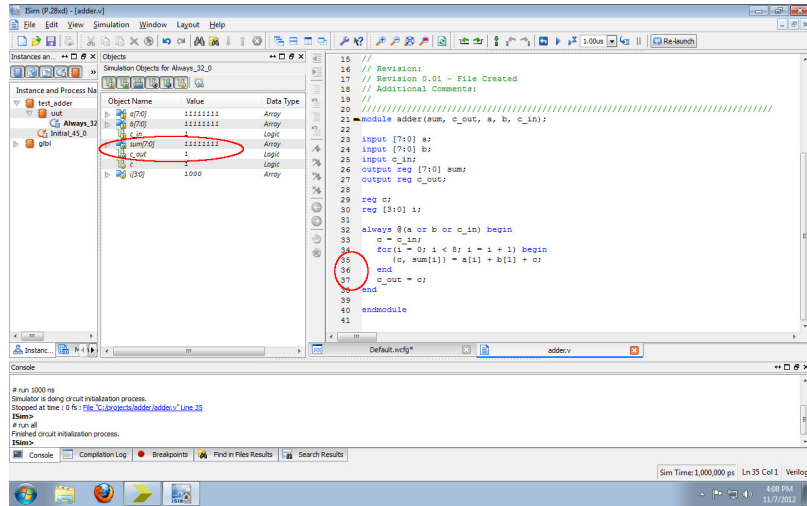 ISim (P.28xd) - [adder.v]
File Edit View Simulation Window Layout Help
1.00us
Re-launch
Instances an...
Objects
Simulation Objects for Always_32_0
Instance and Process Na
test_adder
uut
Always_32
Initial_45_0
glbl
Object Name Value Data Type
a[7:0] 11111111 Array
b[7:0] 11111111 Array
c_in 1 Logic
sum[7:0] 11111111 Array
c_out 1 Logic
c 1 Logic
i[3:0] 1000 Array
15 //
16 // Revision:
17 // Revision 0.01 - File Created
18 // Additional Comments:
19 //
20 //////////////////////////////////////////////////////////////////////////////////
21 module adder(sum, c_out, a, b, c_in);
22
23 input [7:0] a;
24 input [7:0] b;
25 input c_in;
26 output reg [7:0] sum;
27 output reg c_out;
28
29 reg c;
30 reg [3:0] i;
31
32 always @(a or b or c_in) begin
33 c = c_in;
34 for(i = 0; i < 8; i = i + 1) begin
35 {c, sum[i]} = a[i] + b[i] + c;
36 end
37 c_out = c;
38 end
39
40 endmodule
41
Instanc...
Default.wcfg*
adder.v
Console
# run 1000 ns
Simulator is doing circuit initialization process.
Stopped at time : 0 fs : File "C:/projects/adder/adder.v" Line 35
ISim>
# run all
Finished circuit initialization process.
ISim>
Console Compilation Log Breakpoints Find in Files Results Search Results
Sim Time: 1,000,000 ps Ln 35 Col 1 Verilog
ISim
4:08 PM
11/7/2012